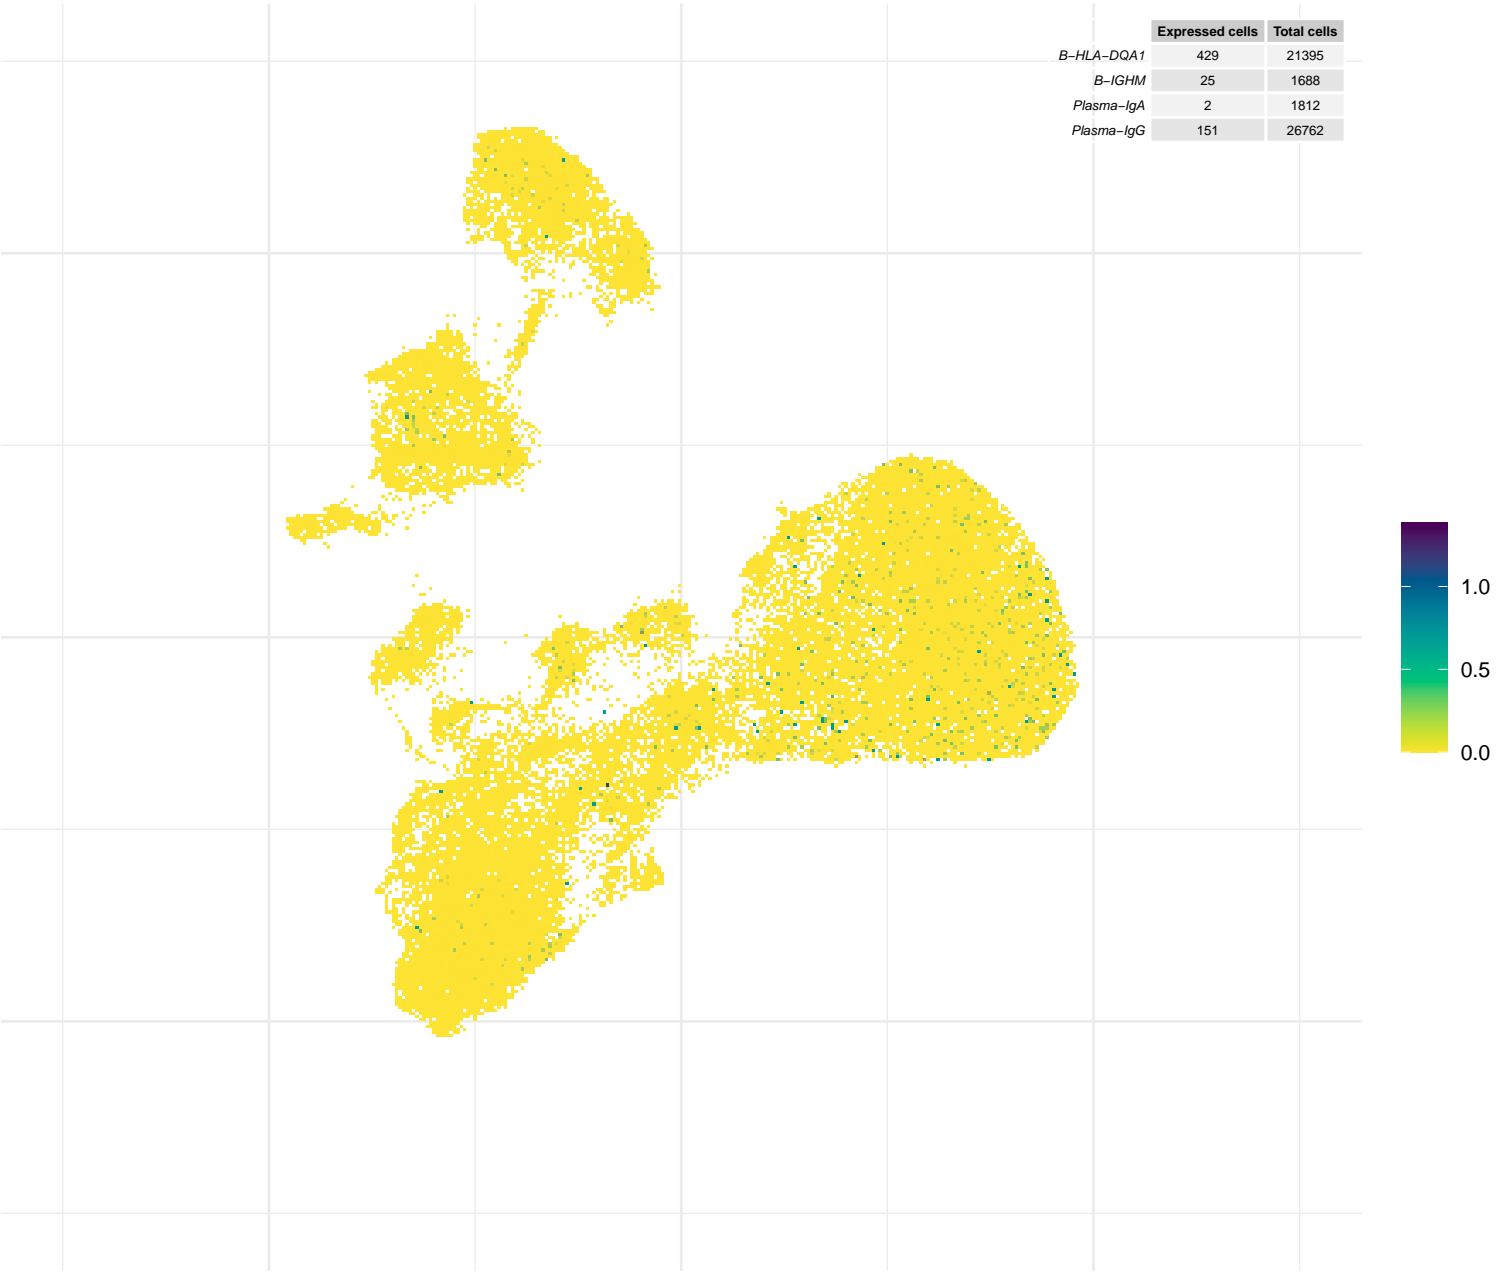 Expressed cells Total cells
B−HLA−DQA1 429 21395
B−IGHM 25 1688
Plasma−IgA 2 1812
Plasma−IgG 151 26762
1.0
0.5
0.0